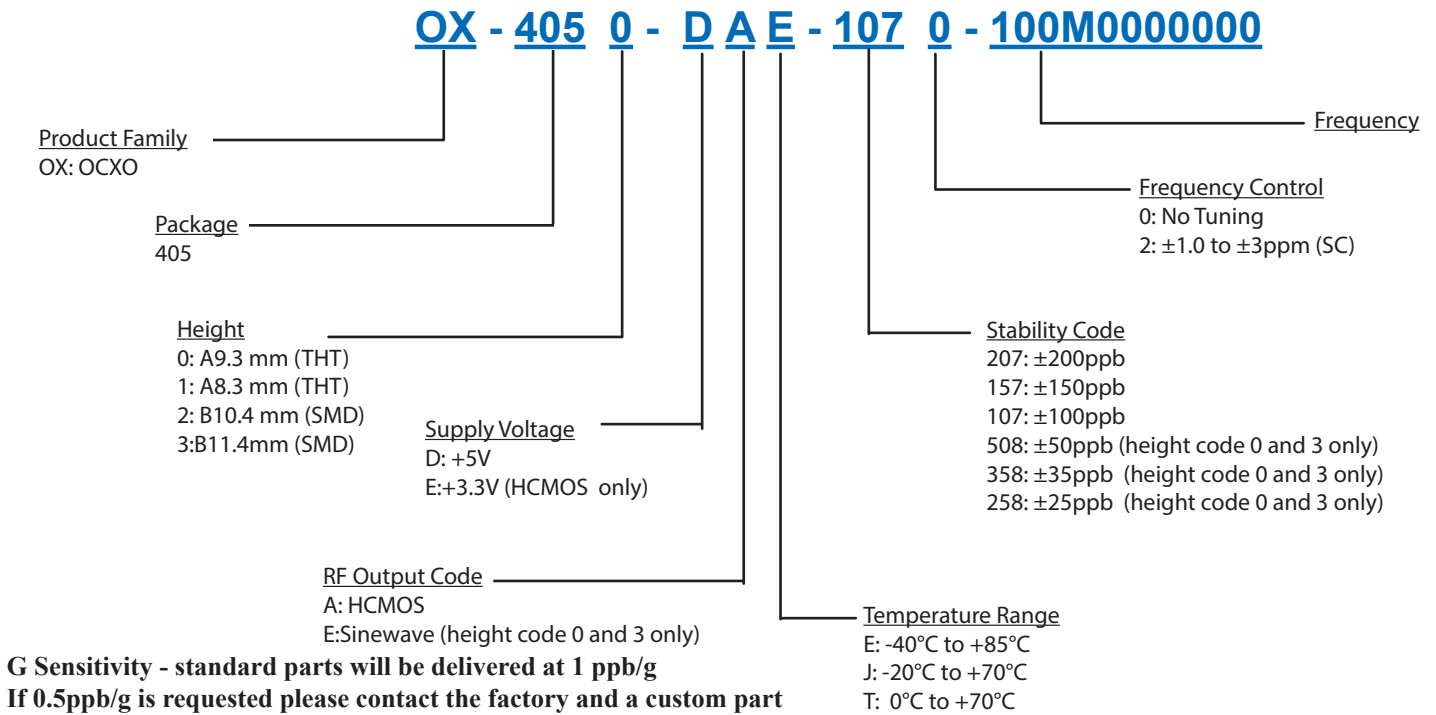 OX - 405 0 - D A E - 107 0 - 100M0000000
Product Family
OX: OCXO
Package
405
Height
0: A9.3 mm (THT)
1: A8.3 mm (THT)
2: B10.4 mm (SMD)
3:B11.4mm (SMD)
Supply Voltage
D: +5V
E:+3.3V (HCMOS only)
RF Output Code
A: HCMOS
E:Sinewave (height code 0 and 3 only)
Temperature Range
E: -40°C to +85°C
J: -20°C to +70°C
T: 0°C to +70°C
Stability Code
207: ±200ppb
157: ±150ppb
107: ±100ppb
508: ±50ppb (height code 0 and 3 only)
358: ±35ppb (height code 0 and 3 only)
258: ±25ppb (height code 0 and 3 only)
Frequency Control
0: No Tuning
2: ±1.0 to ±3ppm (SC)
Frequency
G Sensitivity - standard parts will be delivered at 1 ppb/g
If 0.5ppb/g is requested please contact the factory and a custom part